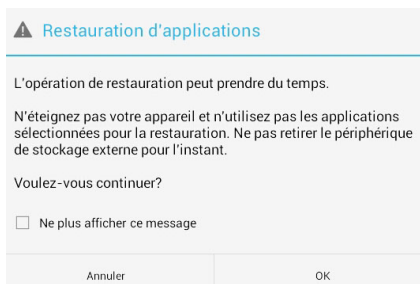 Restauration d'applications
L'opération de restauration peut prendre du temps.
N'éteignez pas votre appareil et n'utilisez pas les applications
sélectionnées pour la restauration. Ne pas retirer le périphérique
de stockage externe pour l'instant.
Voulez-vous continuer?
Ne plus afficher ce message
Annuler
OK